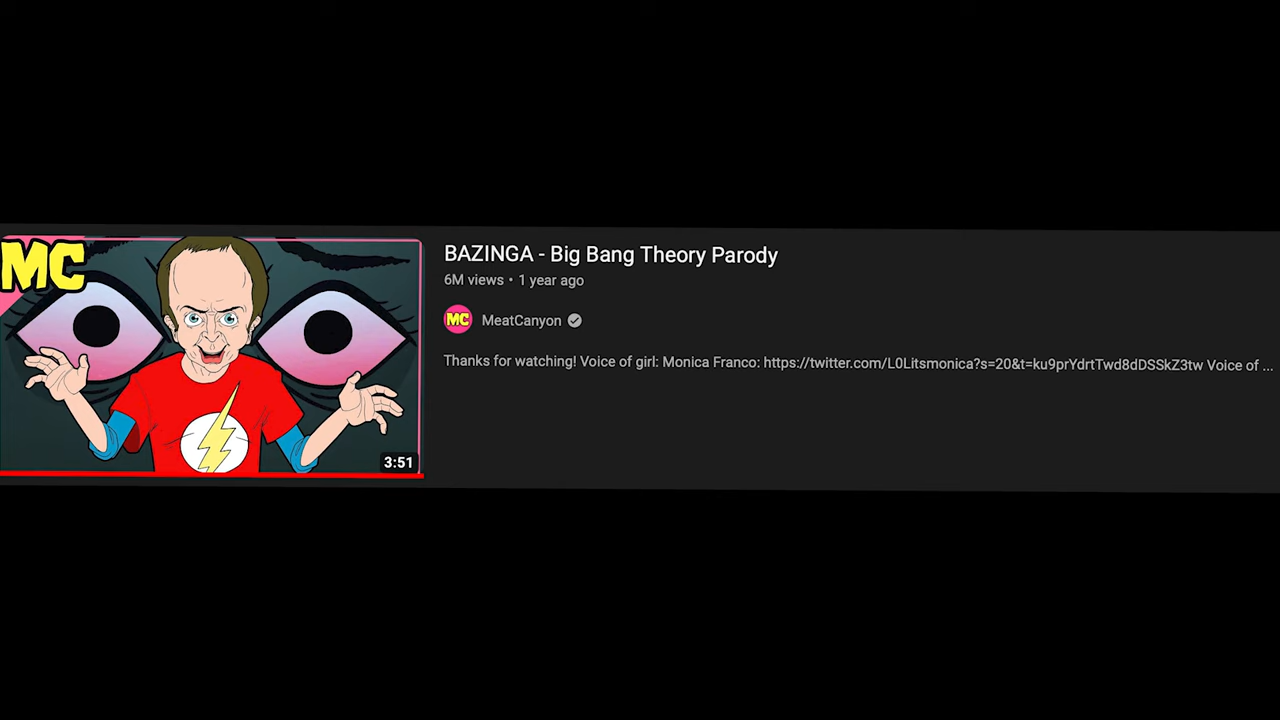 MC
3:51
BAZINGA - Big Bang Theory Parody
6M views • 1 year ago
MC MeatCanyon
Thanks for watching! Voice of girl: Monica Franco: https://twitter.com/L0Litsmonica?s=20&t=ku9prYdrtTwd8dDSSkZ3tw Voice of ...